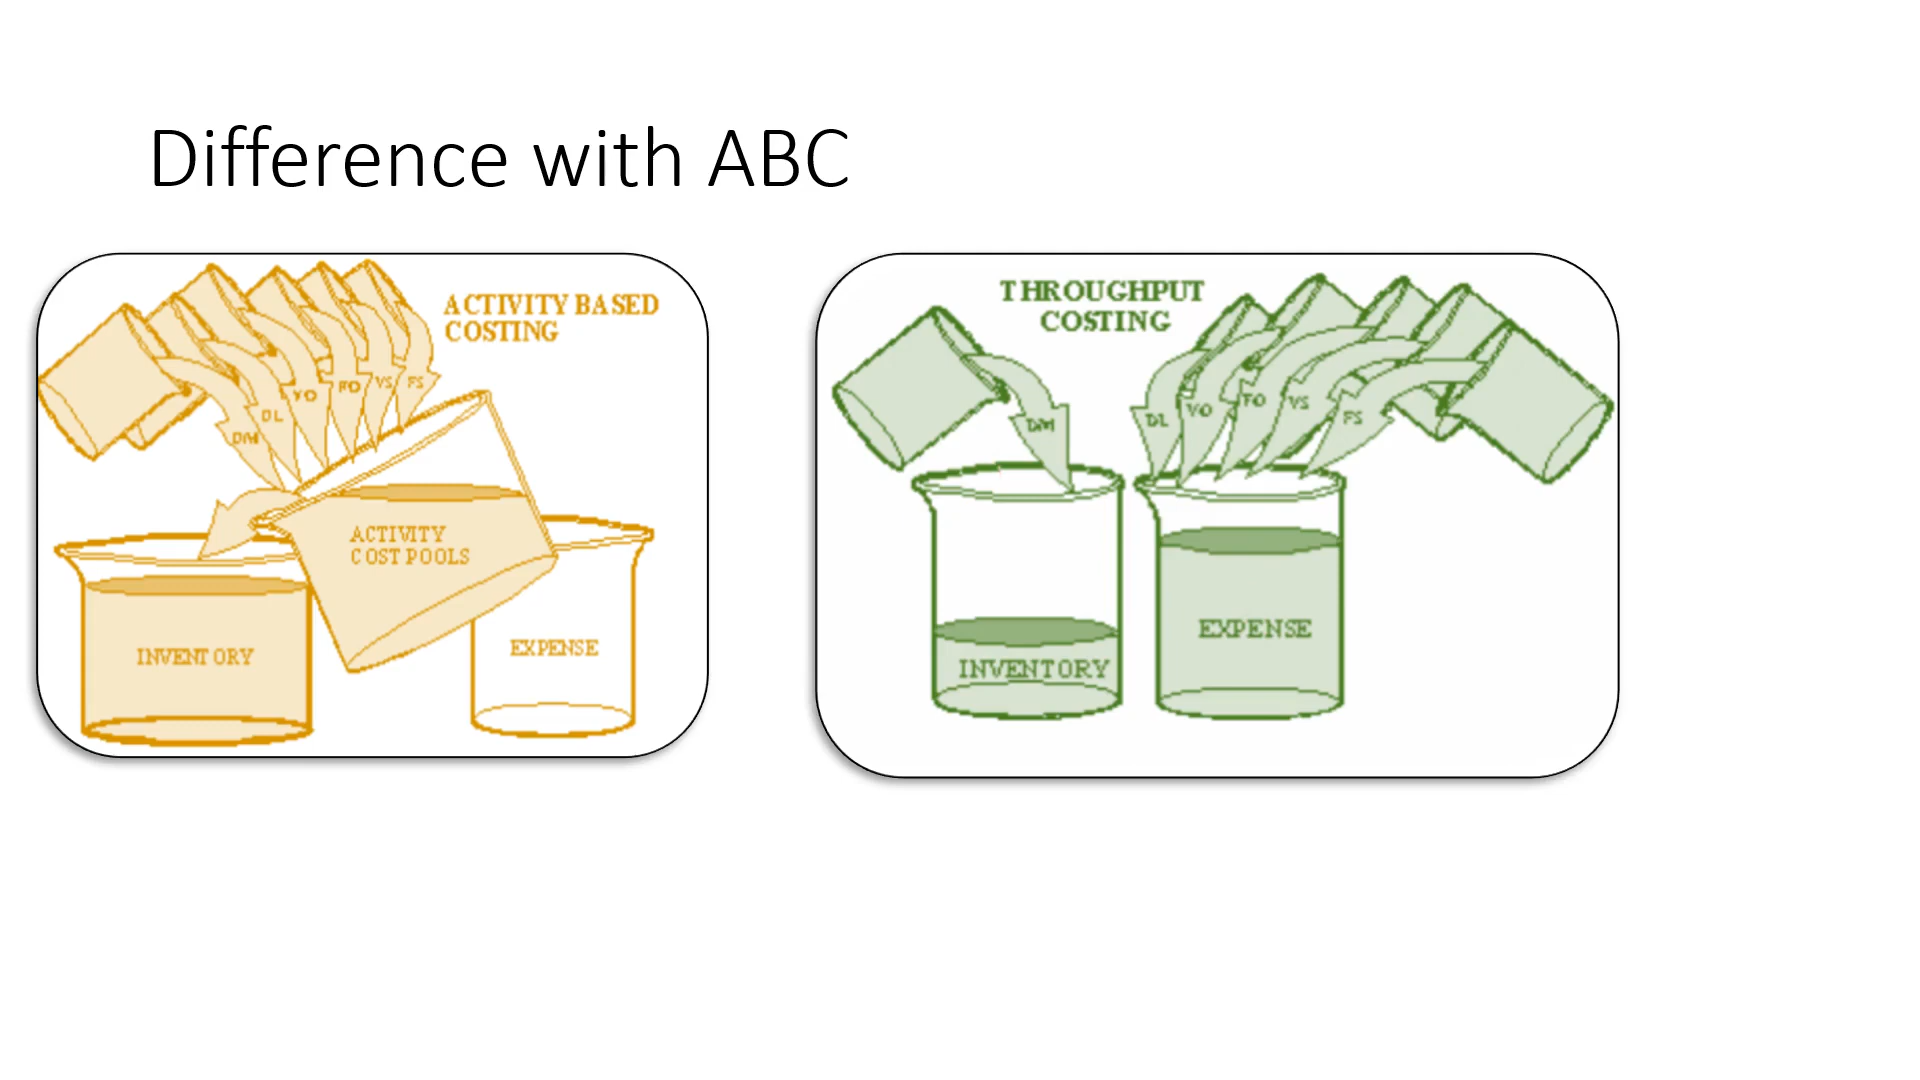 Difference with ABC
ACTIVITY BASED
COSTING
DM
DL
VO
FO
VS
FS
ACTIVITY
COST POOLS
INVENTORY
EXPENSE
THROUGHPUT
COSTING
DM
DL
VO
FO
VS
FS
INVENTORY
EXPENSE